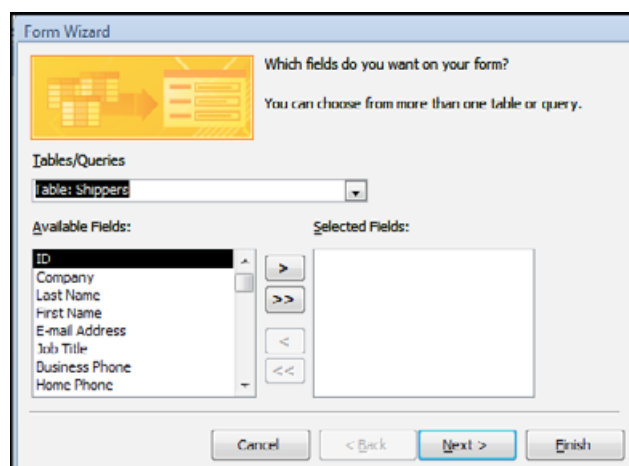 Form Wizard
Which fields do you want on your form?
You can choose from more than one table or query.
Tables/Queries
Table: Shippers
Available Fields:
Selected Fields:
ID
Company
Last Name
First Name
E-mail Address
Job Title
Business Phone
Home Phone
>
>>
<
<<
Cancel
< Back
Next >
Finish